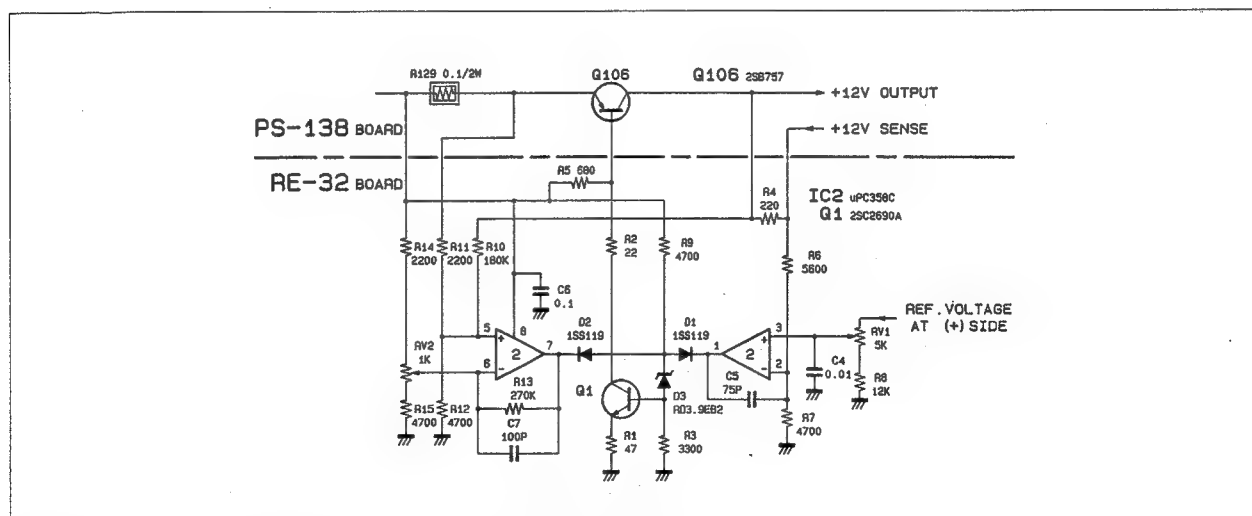 R129 0.1/2W
Q106
Q106 2SB757
+12V OUTPUT
PS-138 BOARD
+12V SENSE
RE-32 BOARD
R5 680
R4
220
IC2 uPC358C
Q1 2SC2690A
R14
2200
R11
2200
R10
180K
R2
22
R9
4700
R6
5600
C6
0.1
REF.VOLTAGE
AT (+) SIDE
D2
1SS119
D1
1SS119
RV1
5K
5
8
+
2
7
6
-
1
3
+
2
2
-
RV2
1K
C4
0.01
R8
12K
R13
270K
C5
75P
Q1
D3
RD3.9EB2
R15
4700
R12
4700
C7
100P
R1
47
R3
3300
R7
4700